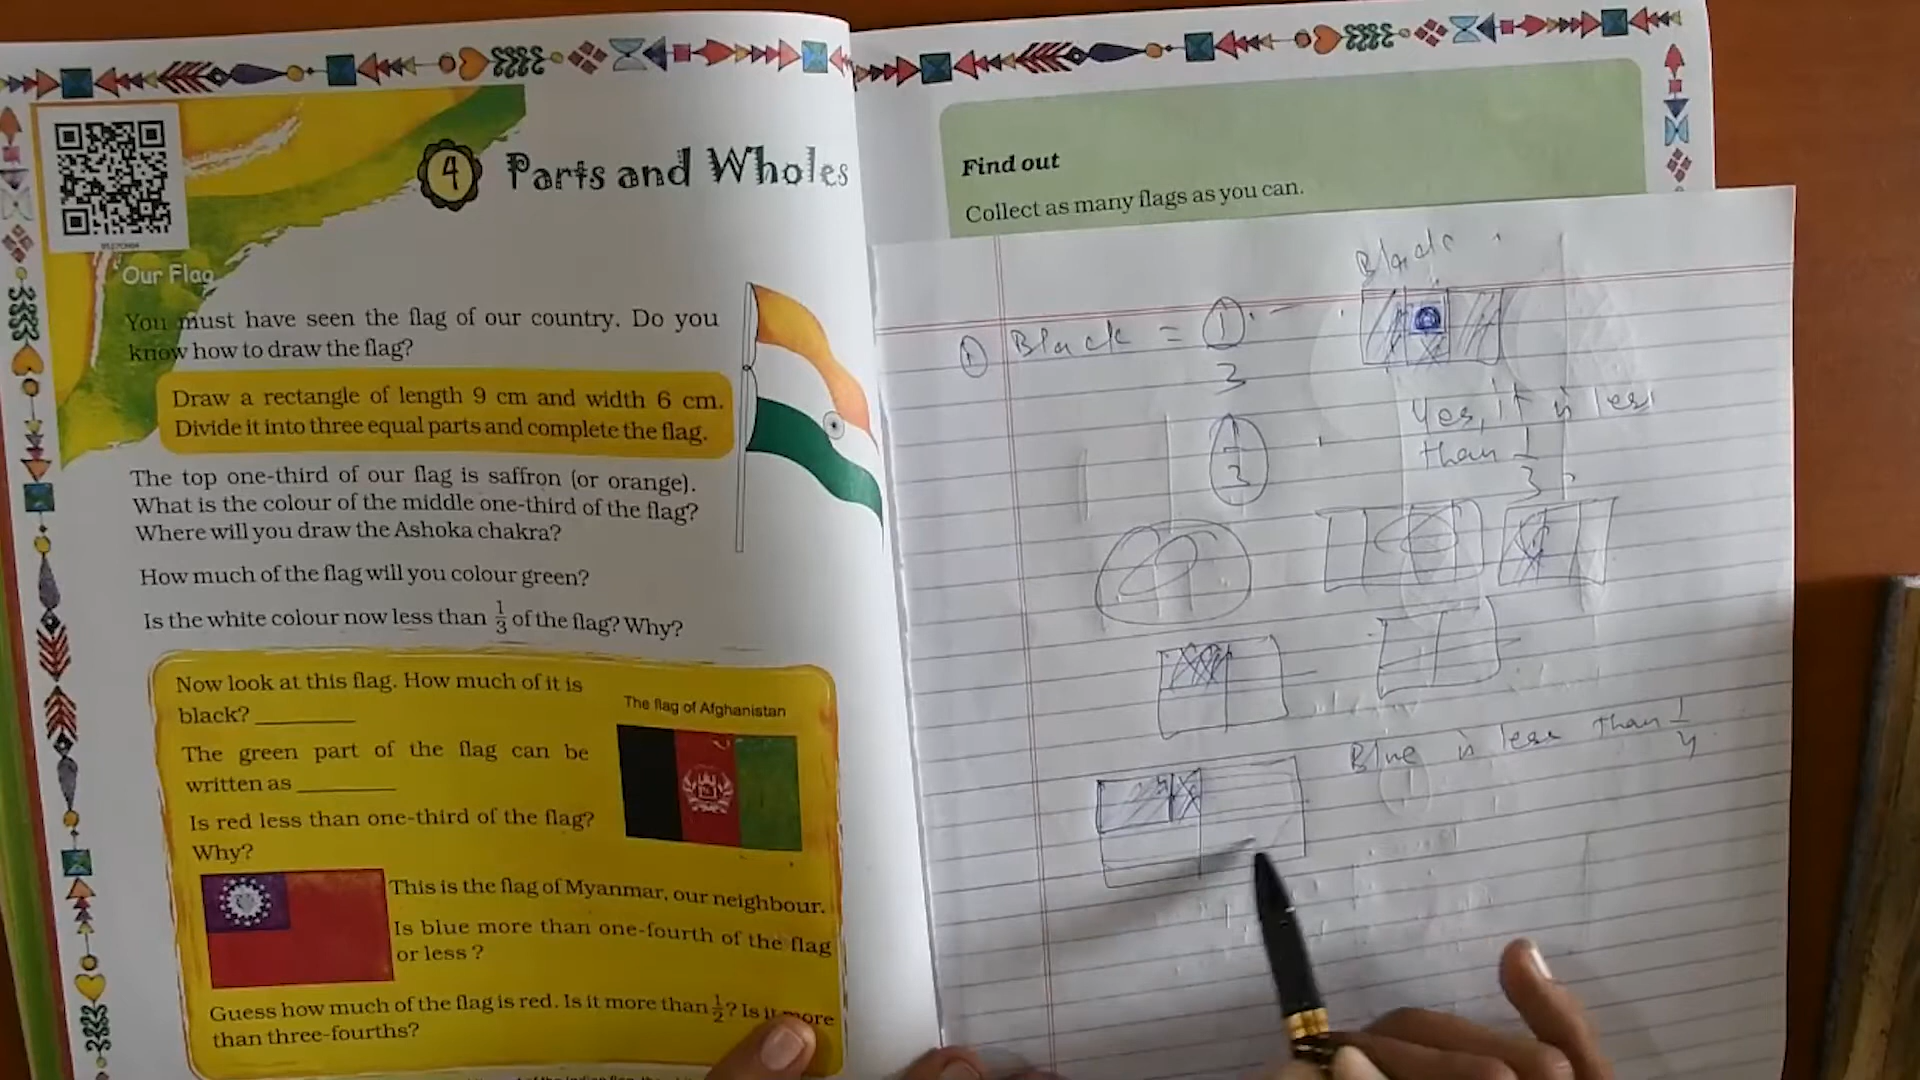 4 Parts and Wholes
Our Flag
You must have seen the flag of our country. Do you
know how to draw the flag?
Draw a rectangle of length 9 cm and width 6 cm.
Divide it into three equal parts and complete the flag.
The top one-third of our flag is saffron (or orange).
What is the colour of the middle one-third of the flag?
Where will you draw the Ashoka chakra?
How much of the flag will you colour green?
Is the white colour now less than 1/3 of the flag? Why?
Now look at this flag. How much of it is
black?
The flag of Afghanistan
The green part of the flag can be
written as
Is red less than one-third of the flag?
Why?
This is the flag of Myanmar, our neighbour.
Is blue more than one-fourth of the flag
or less ?
Guess how much of the flag is red. Is it more than 1/2? Is it more
than three-fourths?
Find out
Collect as many flags as you can.
Black
① Black = 1/3
1/3
Yes, it is less
than 1/3
Blue is less than 1/4